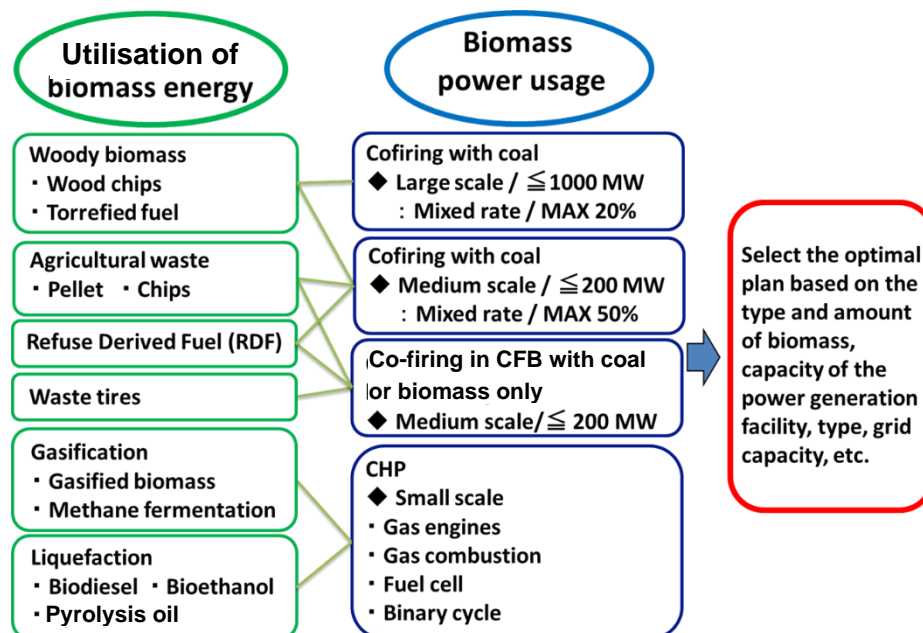 Utilisation of
biomass energy
Woody biomass
・ Wood chips
・ Torrefied fuel
Agricultural waste
・ Pellet ・ Chips
Refuse Derived Fuel (RDF)
Waste tires
Gasification
・ Gasified biomass
・ Methane fermentation
Liquefaction
・ Biodiesel ・ Bioethanol
・Pyrolysis oil
Biomass
power usage
Cofiring with coal
◆ Large scale / ≦1000 MW
: Mixed rate / MAX 20%
Cofiring with coal
◆ Medium scale / ≦200 MW
: Mixed rate / MAX 50%
Co-firing in CFB with coal
or biomass only
◆ Medium scale/≦ 200 MW
CHP
◆ Small scale
・ Gas engines
・ Gas combustion
・ Fuel cell
・ Binary cycle
Select the optimal
plan based on the
type and amount
of biomass,
capacity of the
power generation
facility, type, grid
capacity, etc.